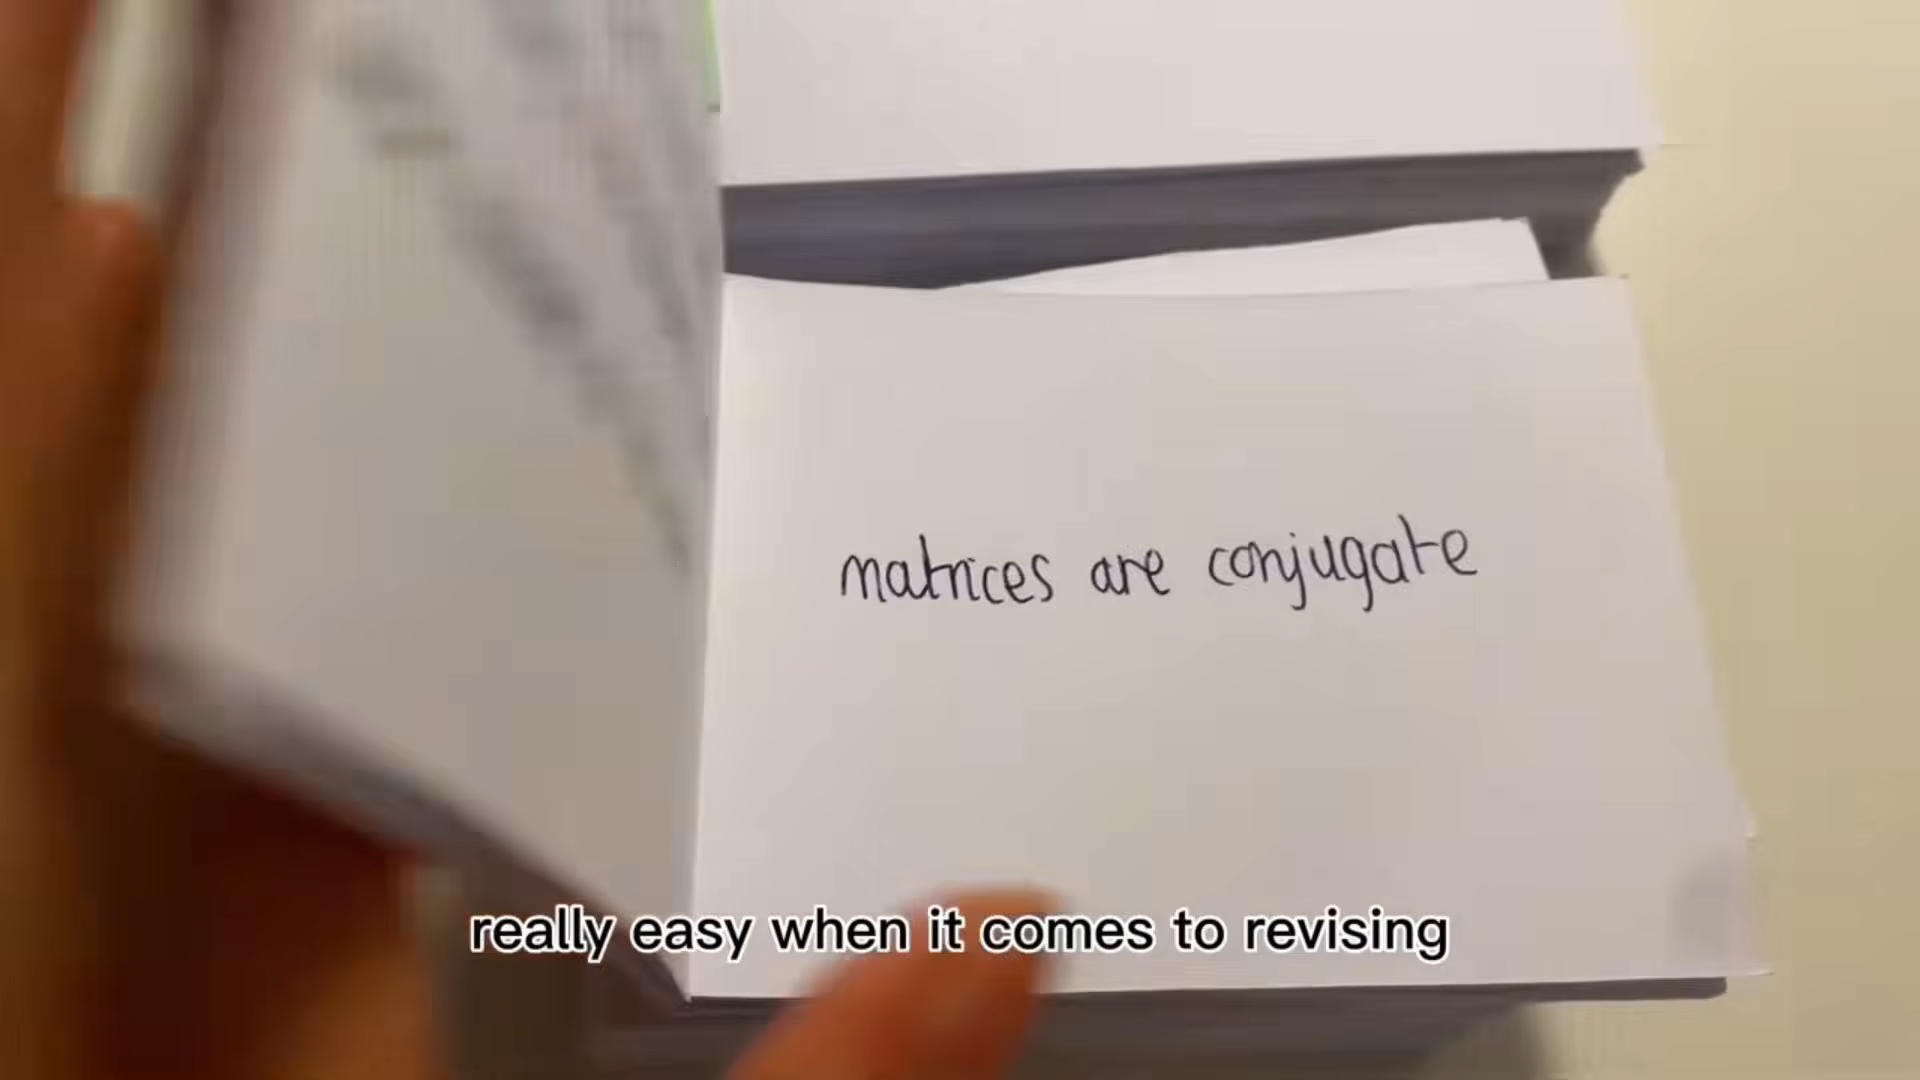 matrices are conjugate
really easy when it comes to revising